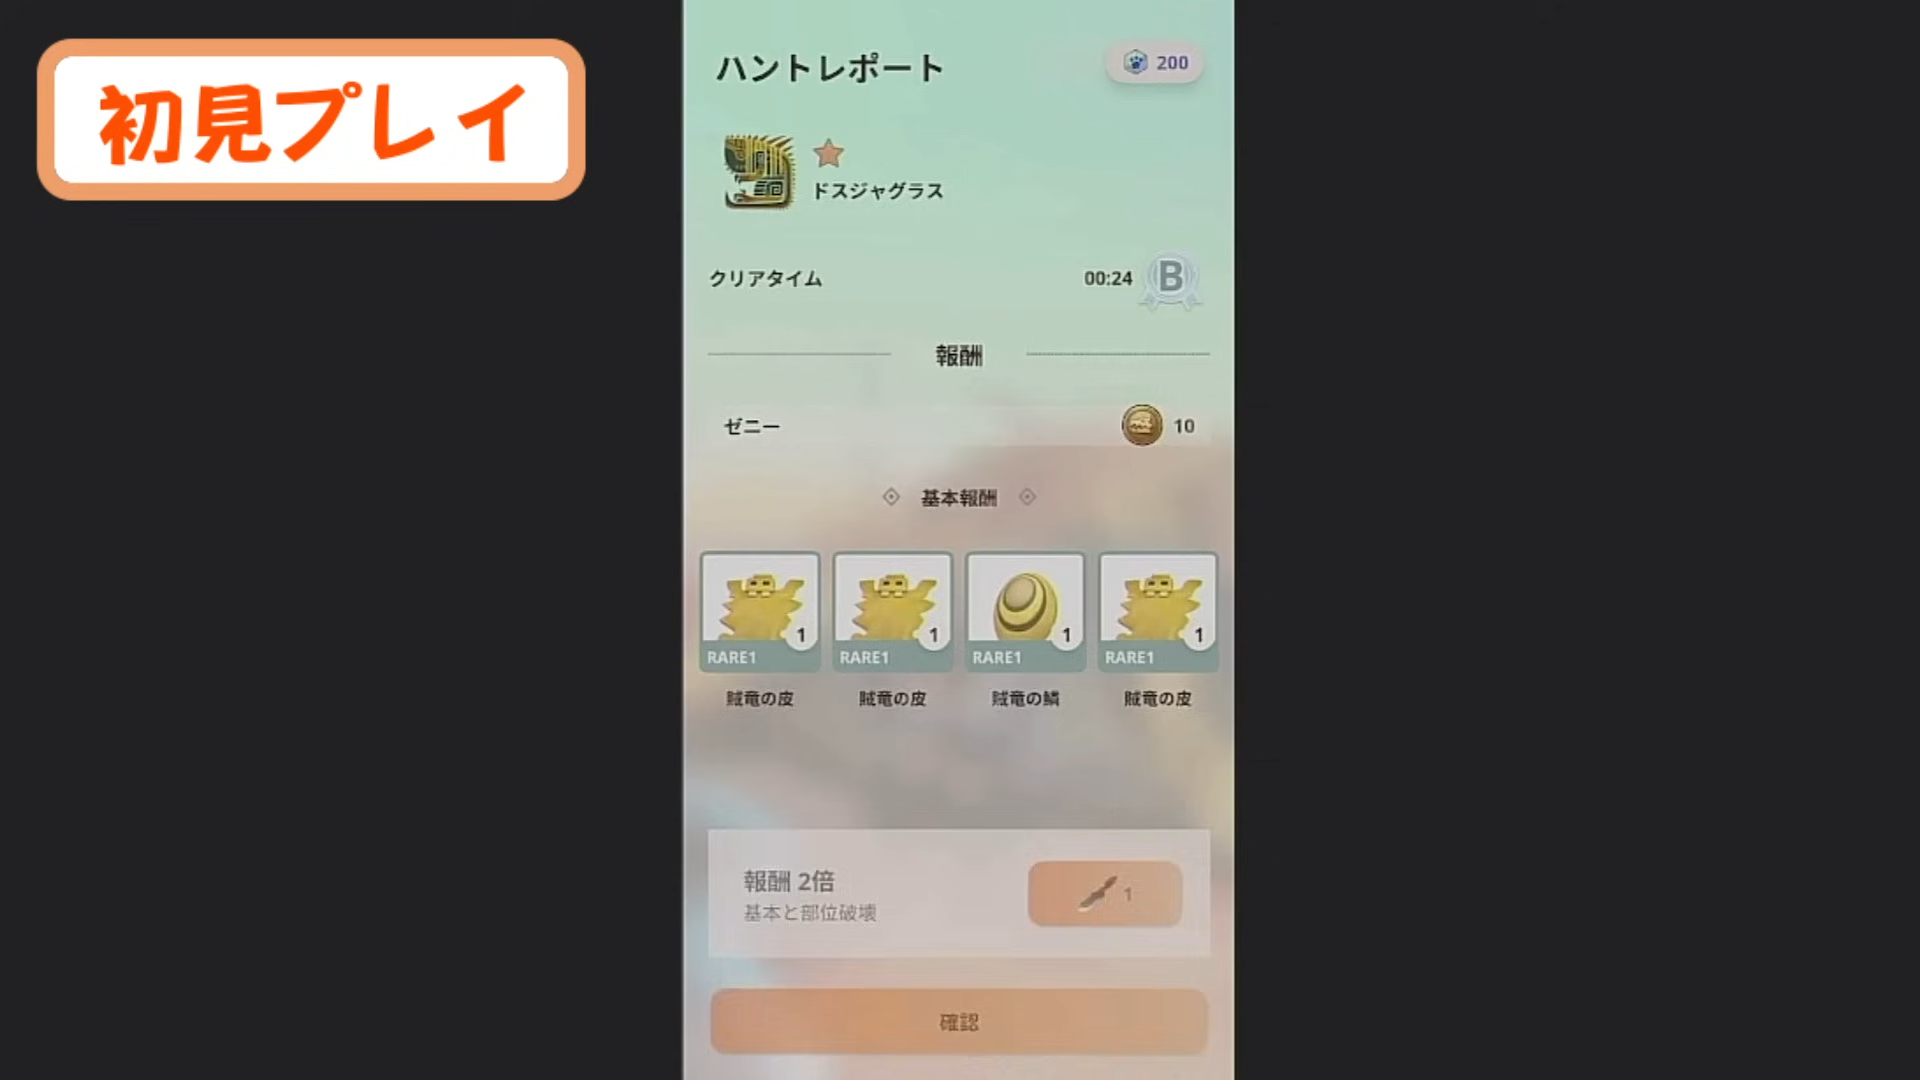 初見プレイ
ハントレポート
200
ドスジャグラス
クリアタイム
00:24
B
報酬
ゼニー
10
基本報酬
1
RARE1
賊竜の皮
1
RARE1
賊竜の皮
1
RARE1
賊竜の鱗
1
RARE1
賊竜の皮
報酬 2倍
基本と部位破壊
1
確認